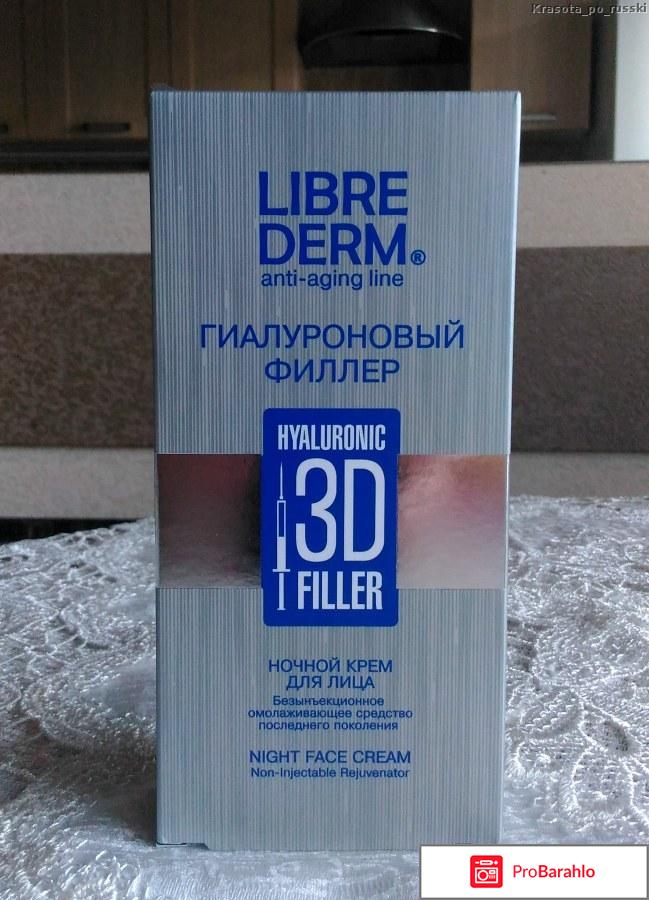 Krasota_po_russki
LIBRE
DERM®
anti-aging line
ГИАЛУРОНОВЫЙ
ФИЛЛЕР
HYALURONIC
3D
FILLER
НОЧНОЙ КРЕМ
ДЛЯ ЛИЦА
Безынъекционное
омолаживающее средство
последнего поколения
NIGHT FACE CREAM
Non-Injectable Rejuvenator
ProBarahlo